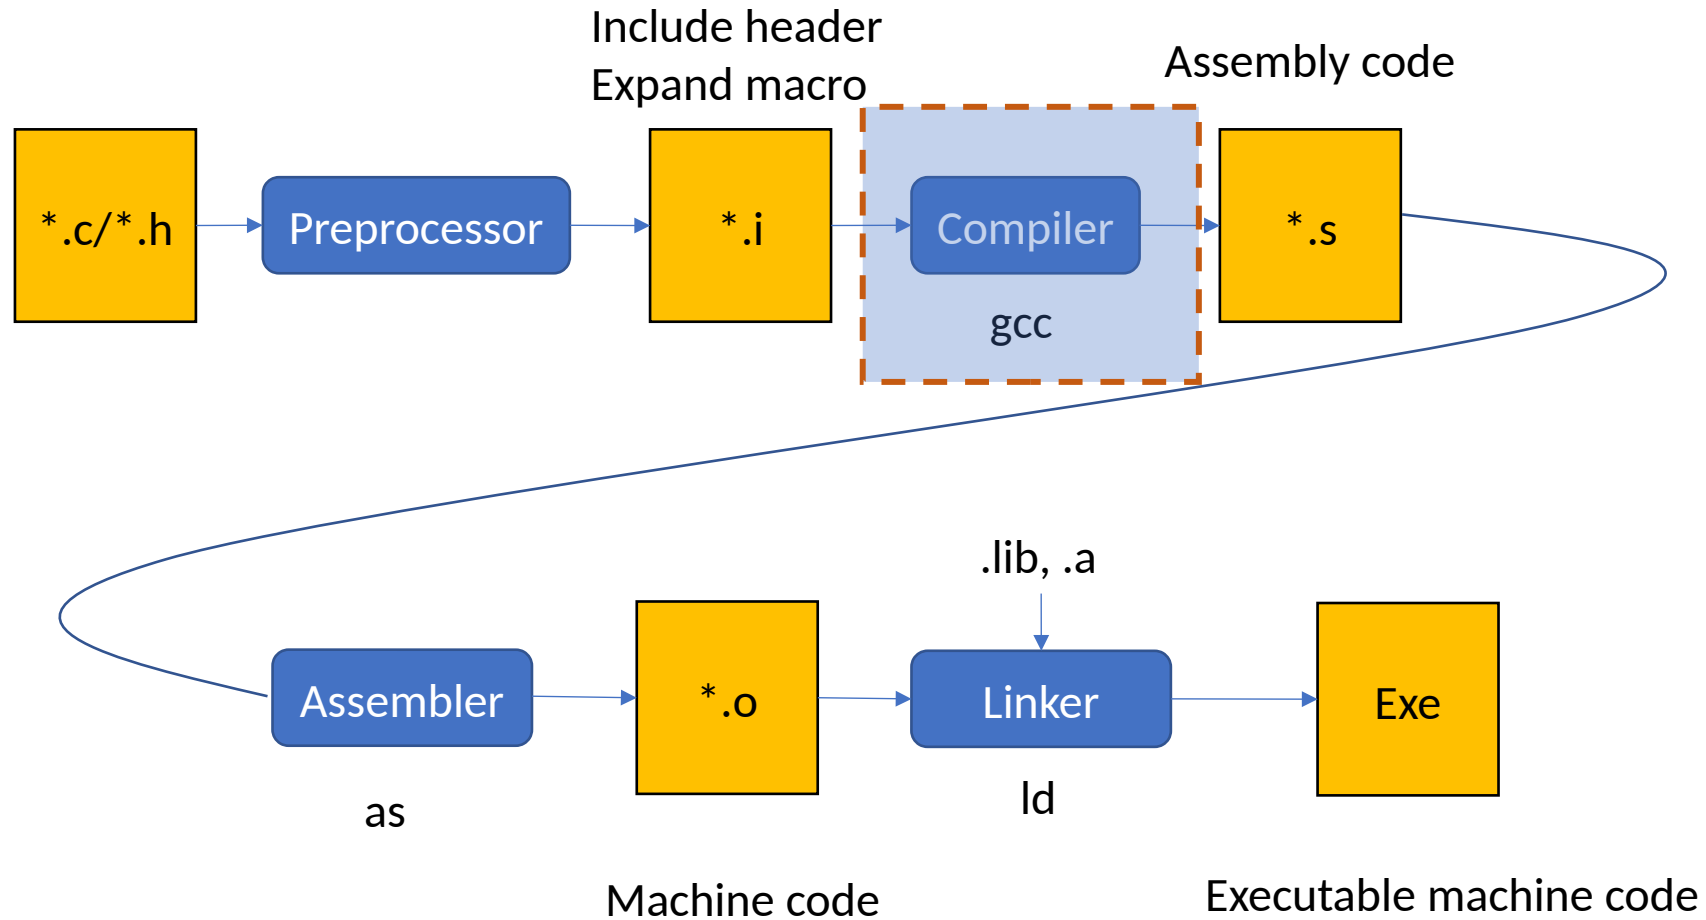 Include header
Expand macro
Assembly code
*.c/*.h
Preprocessor
*.i
Compiler
*.s
gcc
.lib, .a
Assembler
*.o
Linker
Exe
as
ld
Machine code
Executable machine code